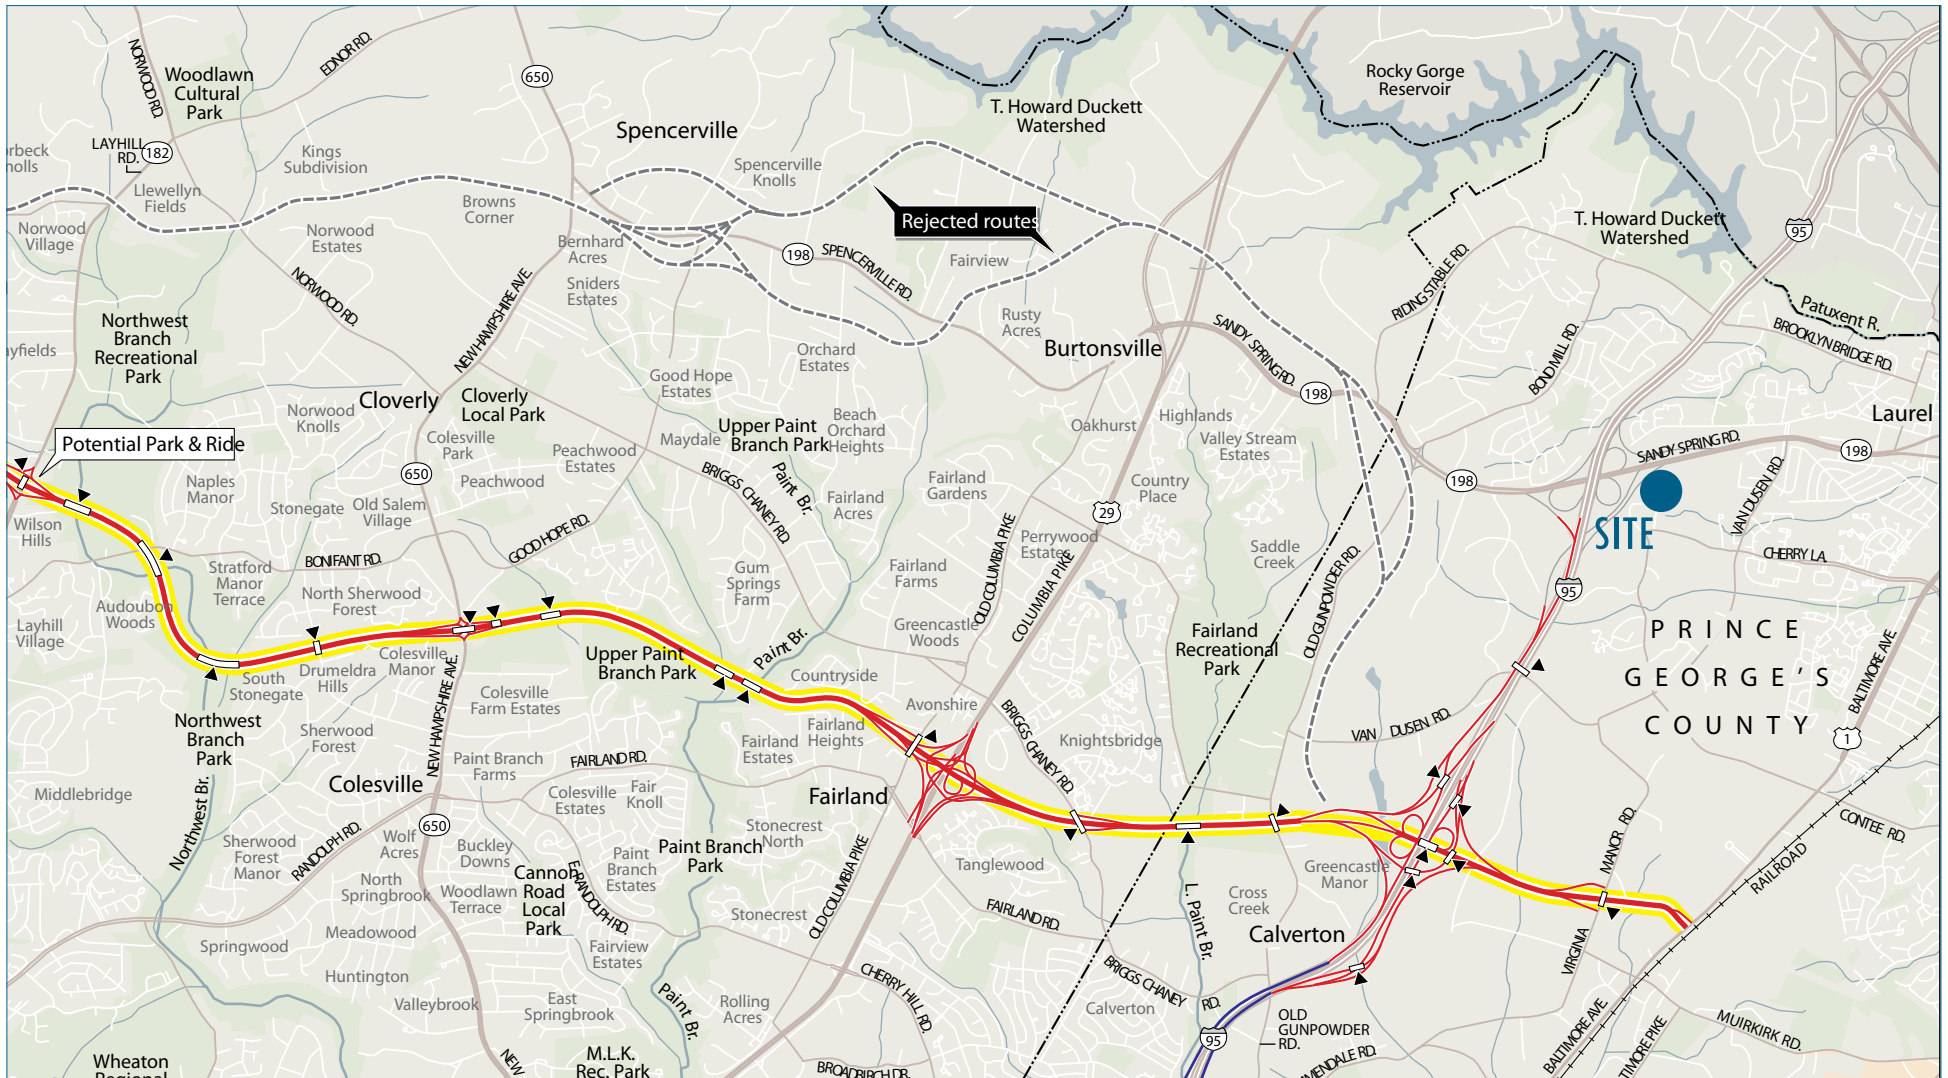 NORWOOD RD.
EDNOR RD.
650
Woodlawn
Cultural
Park
LAYHILL
RD.
182
Kings
Subdivision
Llewellyn
Fields
Norwood
Village
Norwood
Estates
Browns
Corner
Spencerville
Spencerville
Knolls
T. Howard Duckett
Watershed
Rocky Gorge
Reservoir
Rejected routes
Bernhard
Acres
Sniders
Estates
198
SPENCERVILLE RD.
Fairview
T. Howard Duckett
Watershed
95
Patuxent R.
BROOKLYN BRIDGE RD.
RIDING STABLE RD.
BOND MILL RD.
NORWOOD RD.
NEW HAMPSHIRE AVE.
Northwest
Branch
Recreational
Park
ayfields
Rusty
Acres
Burtonsville
SANDY SPRING RD.
198
Orchard
Estates
Good Hope
Estates
Cloverly
Cloverly
Local Park
Norwood
Knolls
Colesville
Park
Upper Paint
Branch Park
Beach
Orchard
Heights
Maydale
Peachwood
Estates
Oakhurst
Highlands
Valley Stream
Estates
Laurel
SANDY SPRING RD.
198
198
Potential Park & Ride
650
Peachwood
Naples
Manor
Stonegate
Old Salem
Village
BRIGGS CHANEY RD.
Paint Br.
Fairland
Acres
Fairland
Gardens
Country
Place
29
VAN DUSEN RD.
SITE
CHERRY LA.
Wilson
Hills
BONIFANT RD.
GOOD HOPE RD.
Stratford
Manor
Terrace
North Sherwood
Forest
Gum
Springs
Farm
Fairland
Farms
OLD COLUMBIA PIKE
COLUMBIA PIKE
Perrywood
Estates
Saddle
Creek
OLD GUNPOWDER RD.
95
Audoubon
Woods
Layhill
Village
Greencastle
Woods
Fairland
Recreational
Park
PRINCE
GEORGE'S
COUNTY
BALTIMORE AVE.
1
South
Stonegate
Drumeldra
Hills
Colesville
Manor
Upper Paint
Branch Park
Paint Br.
Countryside
Avonshire
Colesville
Farm Estates
NEW HAMPSHIRE AVE.
Northwest
Branch
Park
Sherwood
Forest
Fairland
Heights
Fairland
Estates
BRIGGS CHANEY RD.
Knightsbridge
VAN DUSEN RD.
Paint Branch
Farms
FAIRLAND RD.
Colesville
Middlebridge
Northwest Br.
Colesville
Estates
Fair
Knoll
Fairland
CONTEE RD.
RAILROAD
MANOR RD.
VIRGINIA
650
RANDOLPH RD.
Sherwood
Forest
Manor
Wolf
Acres
Buckley
Downs
Stonecrest
North
Paint Branch
Park
Paint
Branch
Estates
Cannon
Road
Local
Park
E. RANDOLPH RD.
Tanglewood
Greencastle
Manor
North
Springbrook
Woodlawn
Terrace
Stonecrest
OLD COLUMBIA PIKE
FAIRLAND RD.
L. Paint Br.
Cross
Creek
Calverton
Springwood
Meadowood
Fairview
Estates
Huntington
Valleybrook
East
Springbrook
Paint Br.
Rolling
Acres
CHERRY HILL RD.
BRIGGS CHANEY
RD.
Calverton
95
OLD
GUNPOWDER
RD.
BALTIMORE AVE.
MUIRKIRK RD.
Wheaton
Regional
NEW
M.L.K.
Rec. Park
BROADBIRCH DR.